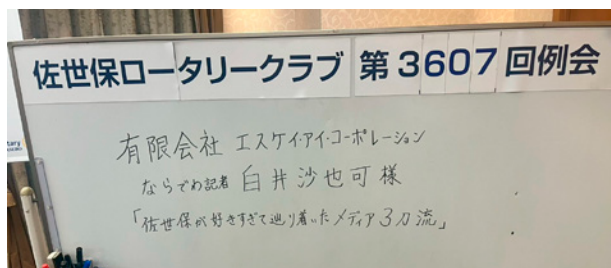 佐世保ロータリークラブ 第3607回例会
有限会社 エスケイ・アイ・コーポレーション
ならでわ記者 白井沙也可様
「佐世保が好きすぎて辿り着いたメディア3刀流」